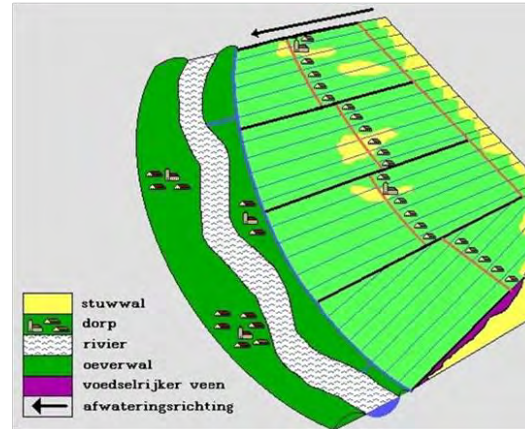 stuwwal
dorp
rivier
oeverwal
voedselrijker veen
afwateringsrichting